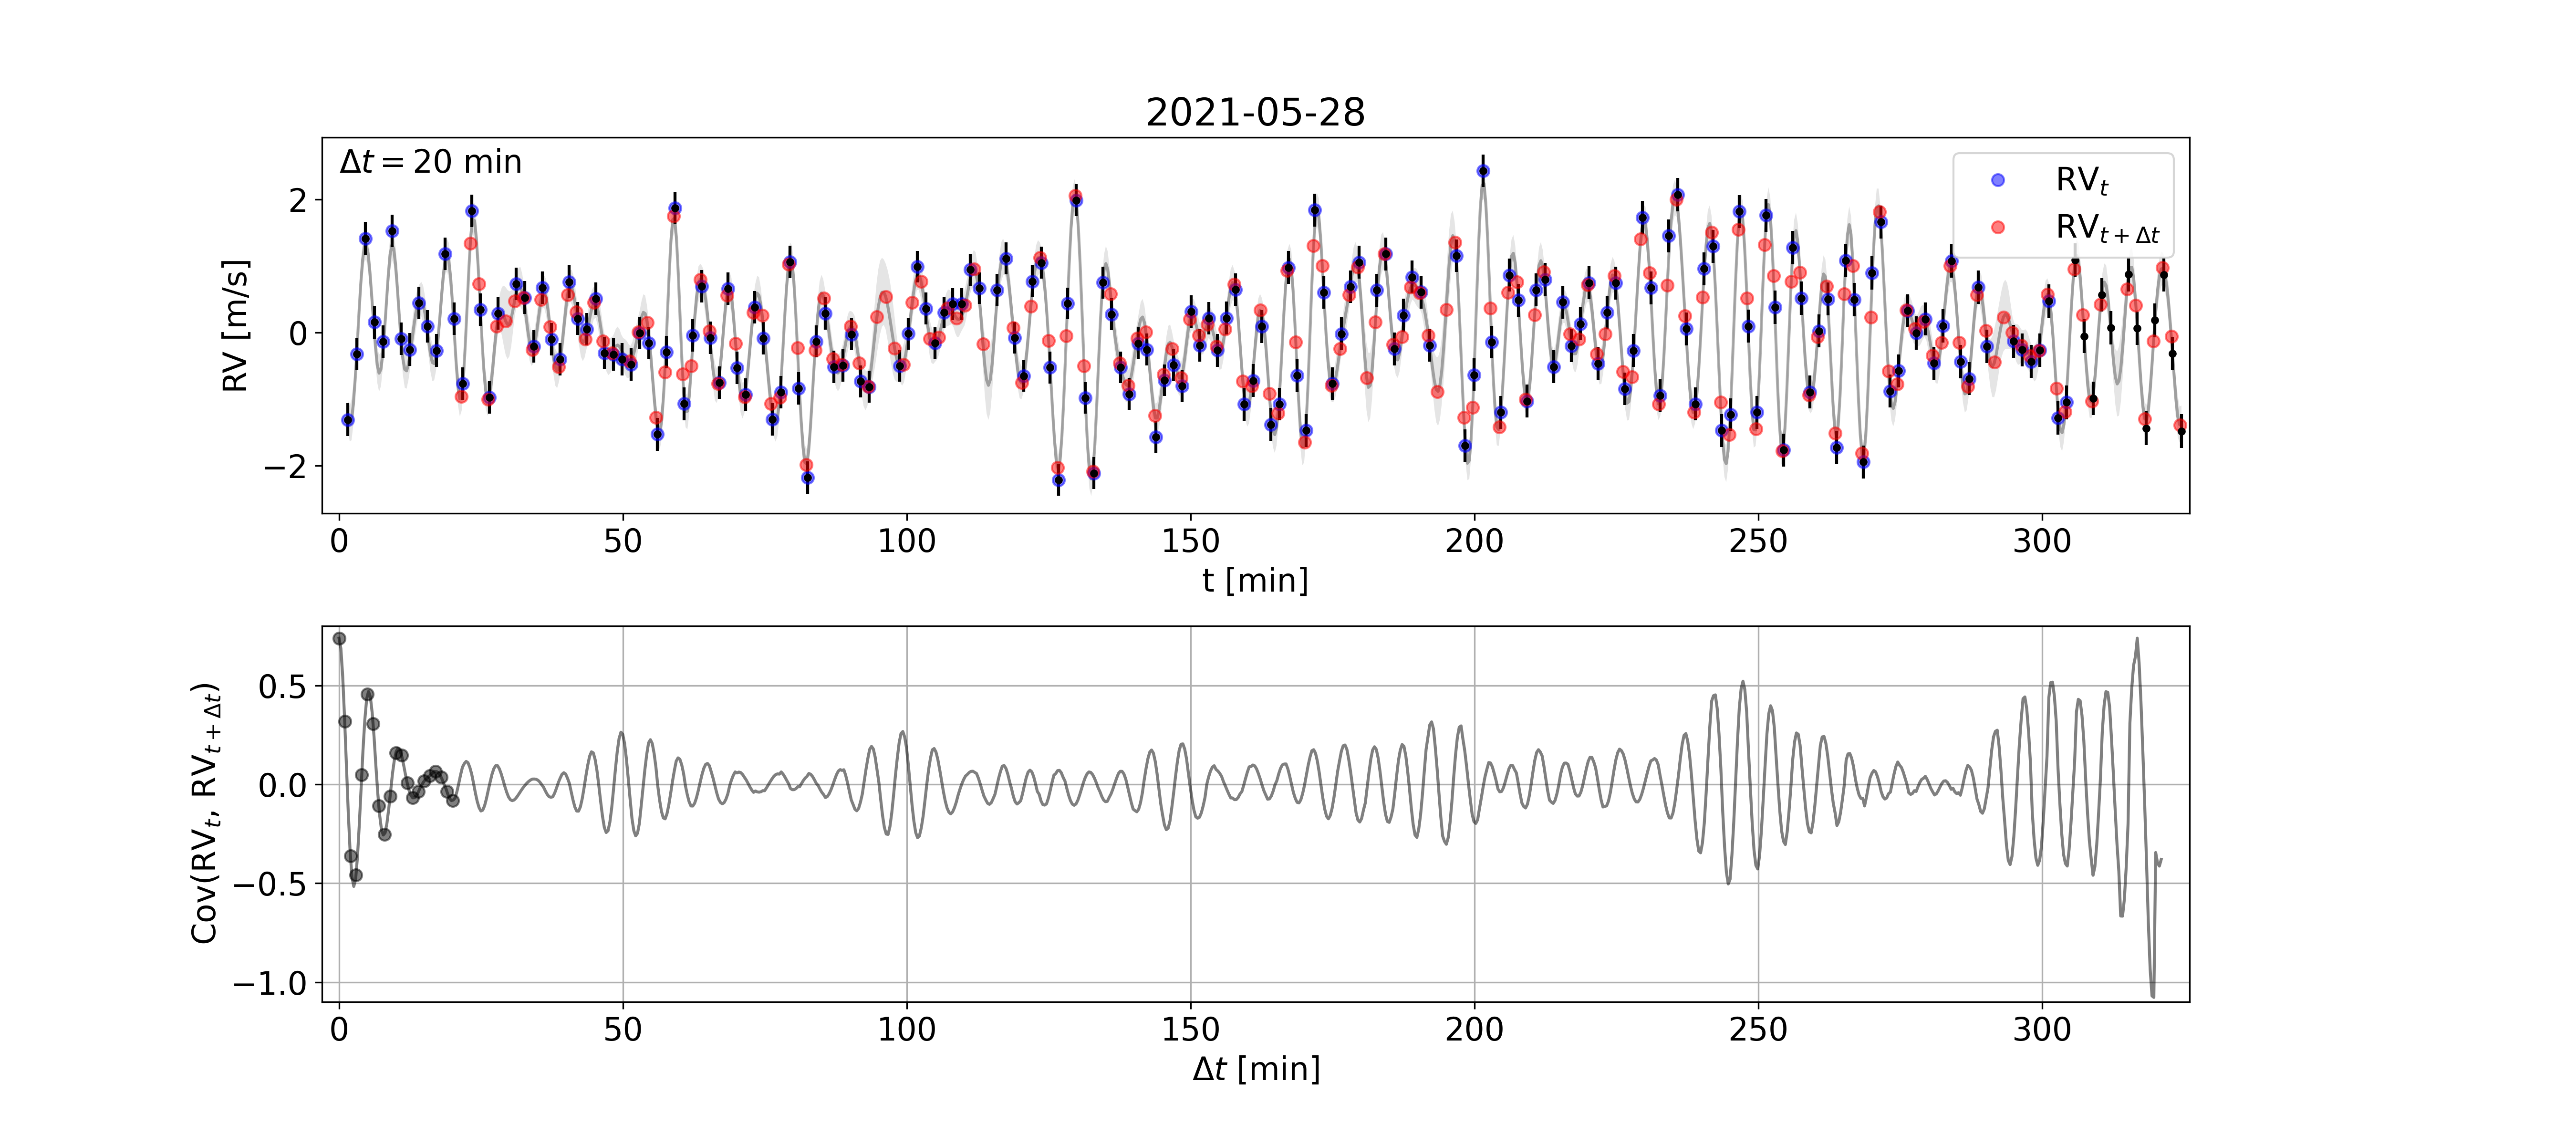 2021-05-28
Δt = 20 min
RV_t
RV_{t+Δt}
2
0
−2
RV [m/s]
0 50 100 150 200 250 300
t [min]
0.5
0.0
−0.5
−1.0
Cov(RV_t, RV_{t+Δt})
0 50 100 150 200 250 300
Δt [min]